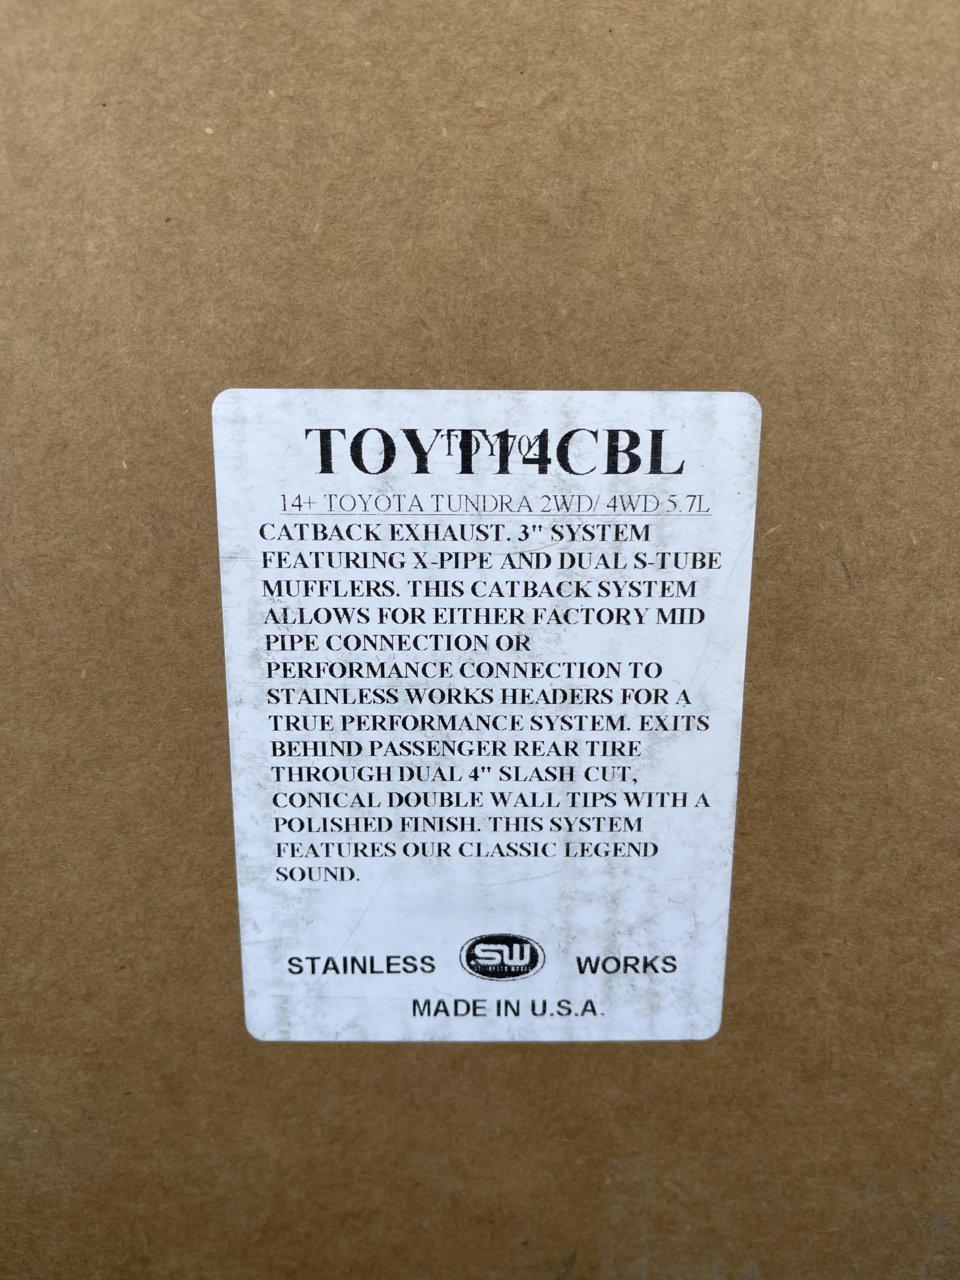 TOYT14CBL
14+ TOYOTA TUNDRA 2WD/ 4WD 5.7L
CATBACK EXHAUST. 3" SYSTEM
FEATURING X-PIPE AND DUAL S-TUBE
MUFFLERS. THIS CATBACK SYSTEM
ALLOWS FOR EITHER FACTORY MID
PIPE CONNECTION OR
PERFORMANCE CONNECTION TO
STAINLESS WORKS HEADERS FOR A
TRUE PERFORMANCE SYSTEM. EXITS
BEHIND PASSENGER REAR TIRE
THROUGH DUAL 4" SLASH CUT,
CONICAL DOUBLE WALL TIPS WITH A
POLISHED FINISH. THIS SYSTEM
FEATURES OUR CLASSIC LEGEND
SOUND.
STAINLESS SW WORKS
MADE IN U.S.A.